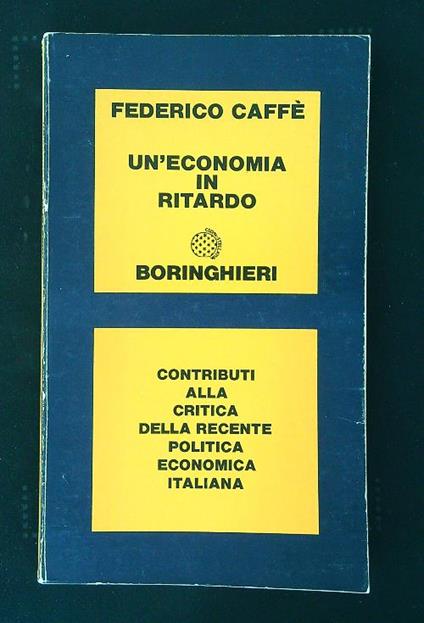 FEDERICO CAFFÈ
UN'ECONOMIA
IN
RITARDO
BORINGHIERI
CONTRIBUTI
ALLA
CRITICA
DELLA RECENTE
POLITICA
ECONOMICA
ITALIANA